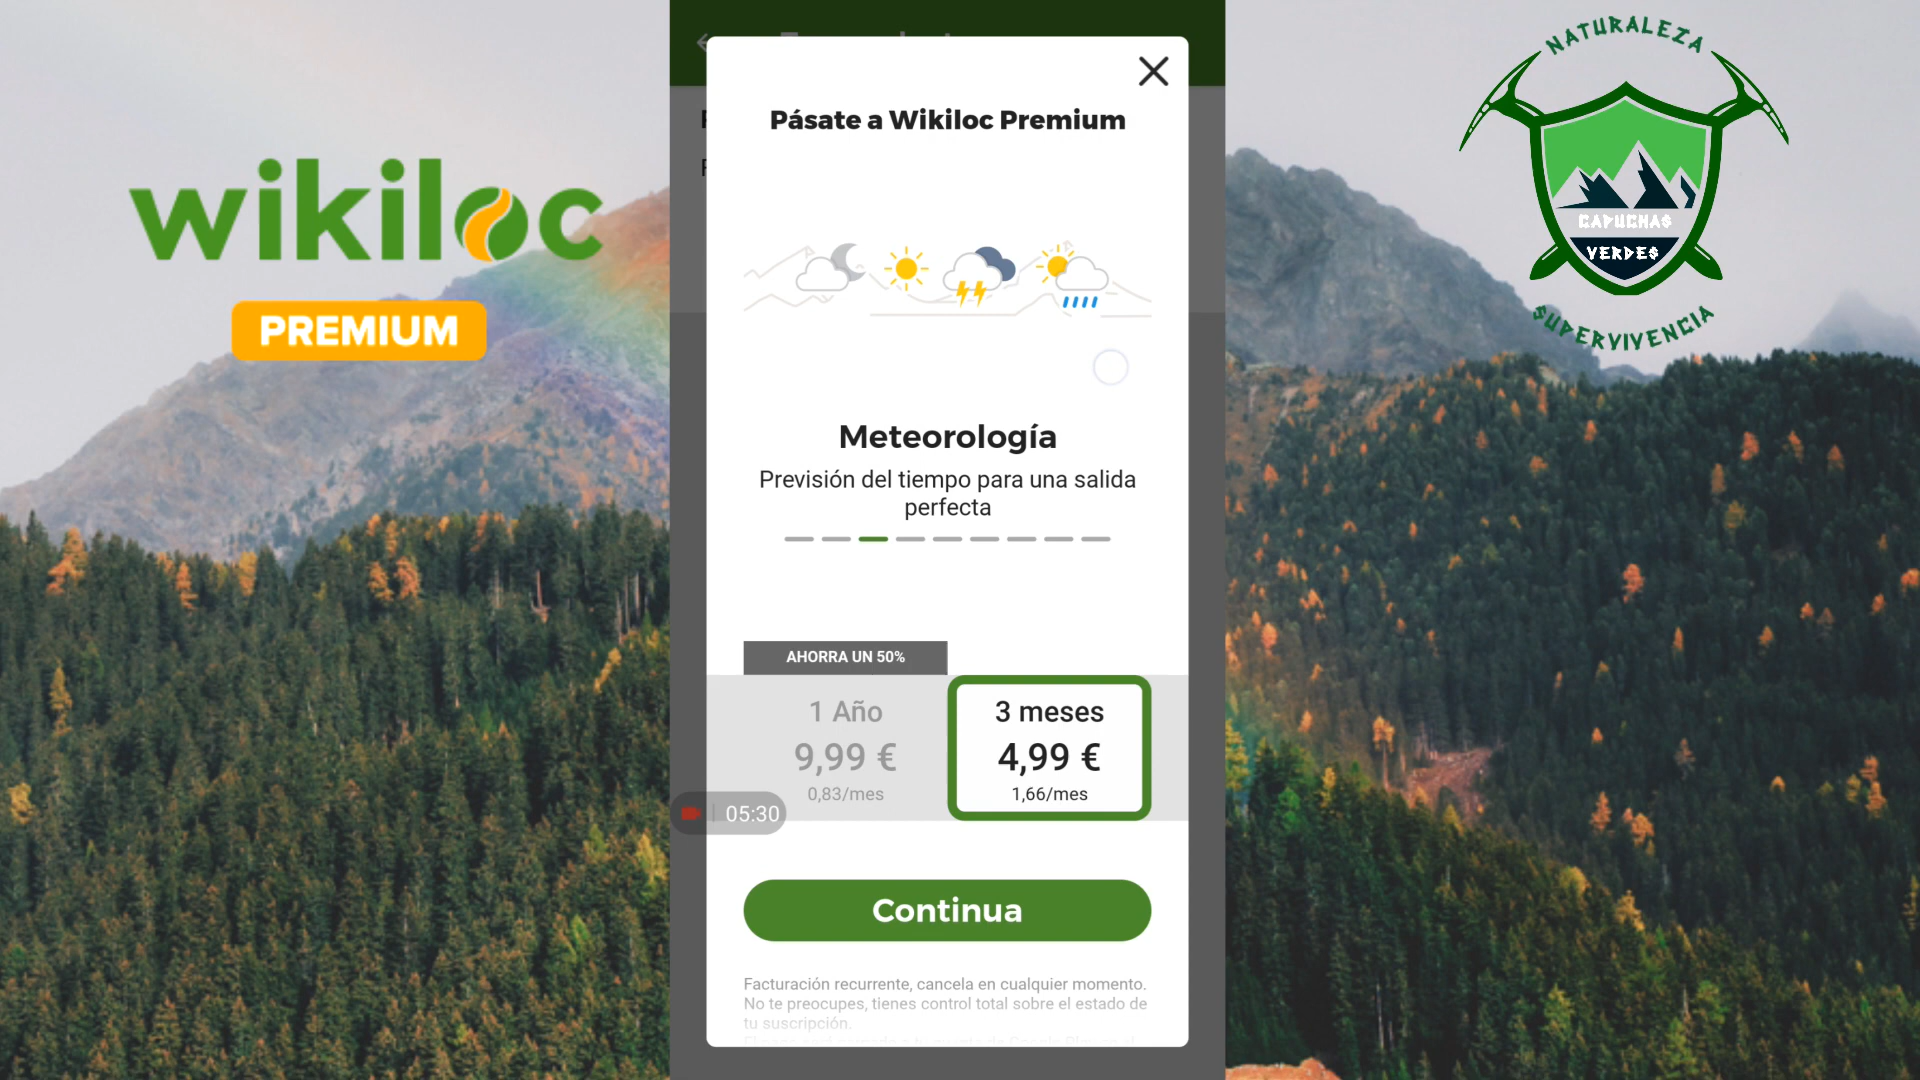 wikiloc
PREMIUM
Pásate a Wikiloc Premium
Meteorología
Previsión del tiempo para una salida
perfecta
AHORRA UN 50%
1 Año
9,99 €
0,83/mes
3 meses
4,99 €
1,66/mes
05:30
Continua
Facturación recurrente, cancela en cualquier momento.
No te preocupes, tienes control total sobre el estado de
tu suscripción.
NATURALEZA
CAPUCHAS
VERDES
SUPERVIVENCIA